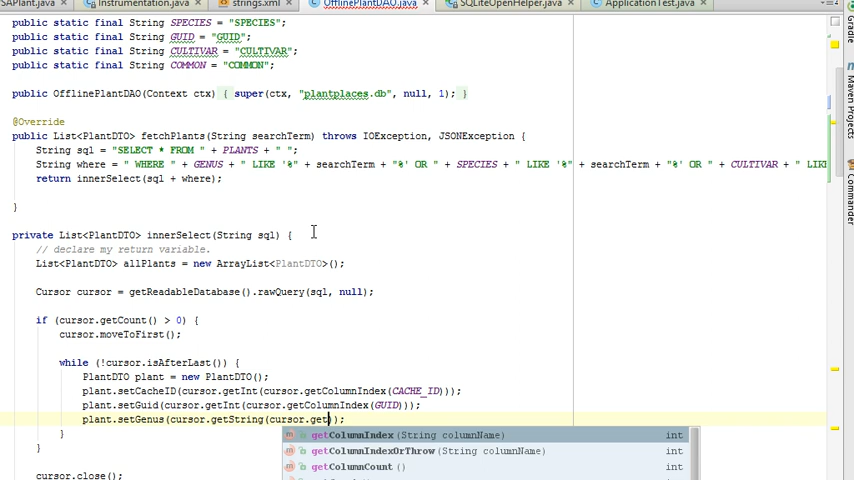 SAPlant.java Instrumentation.java strings.xml OfflinePlantDAO.java SQLiteOpenHelper.java ApplicationTest.java
public static final String SPECIES = "SPECIES";
public static final String GUID = "GUID";
public static final String CULTIVAR = "CULTIVAR";
public static final String COMMON = "COMMON";
public OfflinePlantDAO(Context ctx) { super(ctx, "plantplaces.db", null, 1); }
@Override
public List<PlantDTO> fetchPlants(String searchTerm) throws IOException, JSONException {
String sql = "SELECT * FROM " + PLANTS + " ";
String where = " WHERE " + GENUS + " LIKE '%" + searchTerm + "%' OR " + SPECIES + " LIKE '%" + searchTerm + "%' OR " + CULTIVAR + " LIKE
return innerSelect(sql + where);
}
private List<PlantDTO> innerSelect(String sql) {
// declare my return variable.
List<PlantDTO> allPlants = new ArrayList<PlantDTO>();
Cursor cursor = getReadableDatabase().rawQuery(sql, null);
if (cursor.getCount() > 0) {
cursor.moveToFirst();
while (!cursor.isAfterLast()) {
PlantDTO plant = new PlantDTO();
plant.setCacheID(cursor.getInt(cursor.getColumnIndex(CACHE_ID)));
plant.setGuid(cursor.getInt(cursor.getColumnIndex(GUID)));
plant.setGenus(cursor.getString(cursor.get));
}
getColumnIndex(String columnName) int
}
getColumnIndexOrThrow(String columnName) int
getColumnCount() int
cursor.close();
Gradle
Maven Projects
Commander